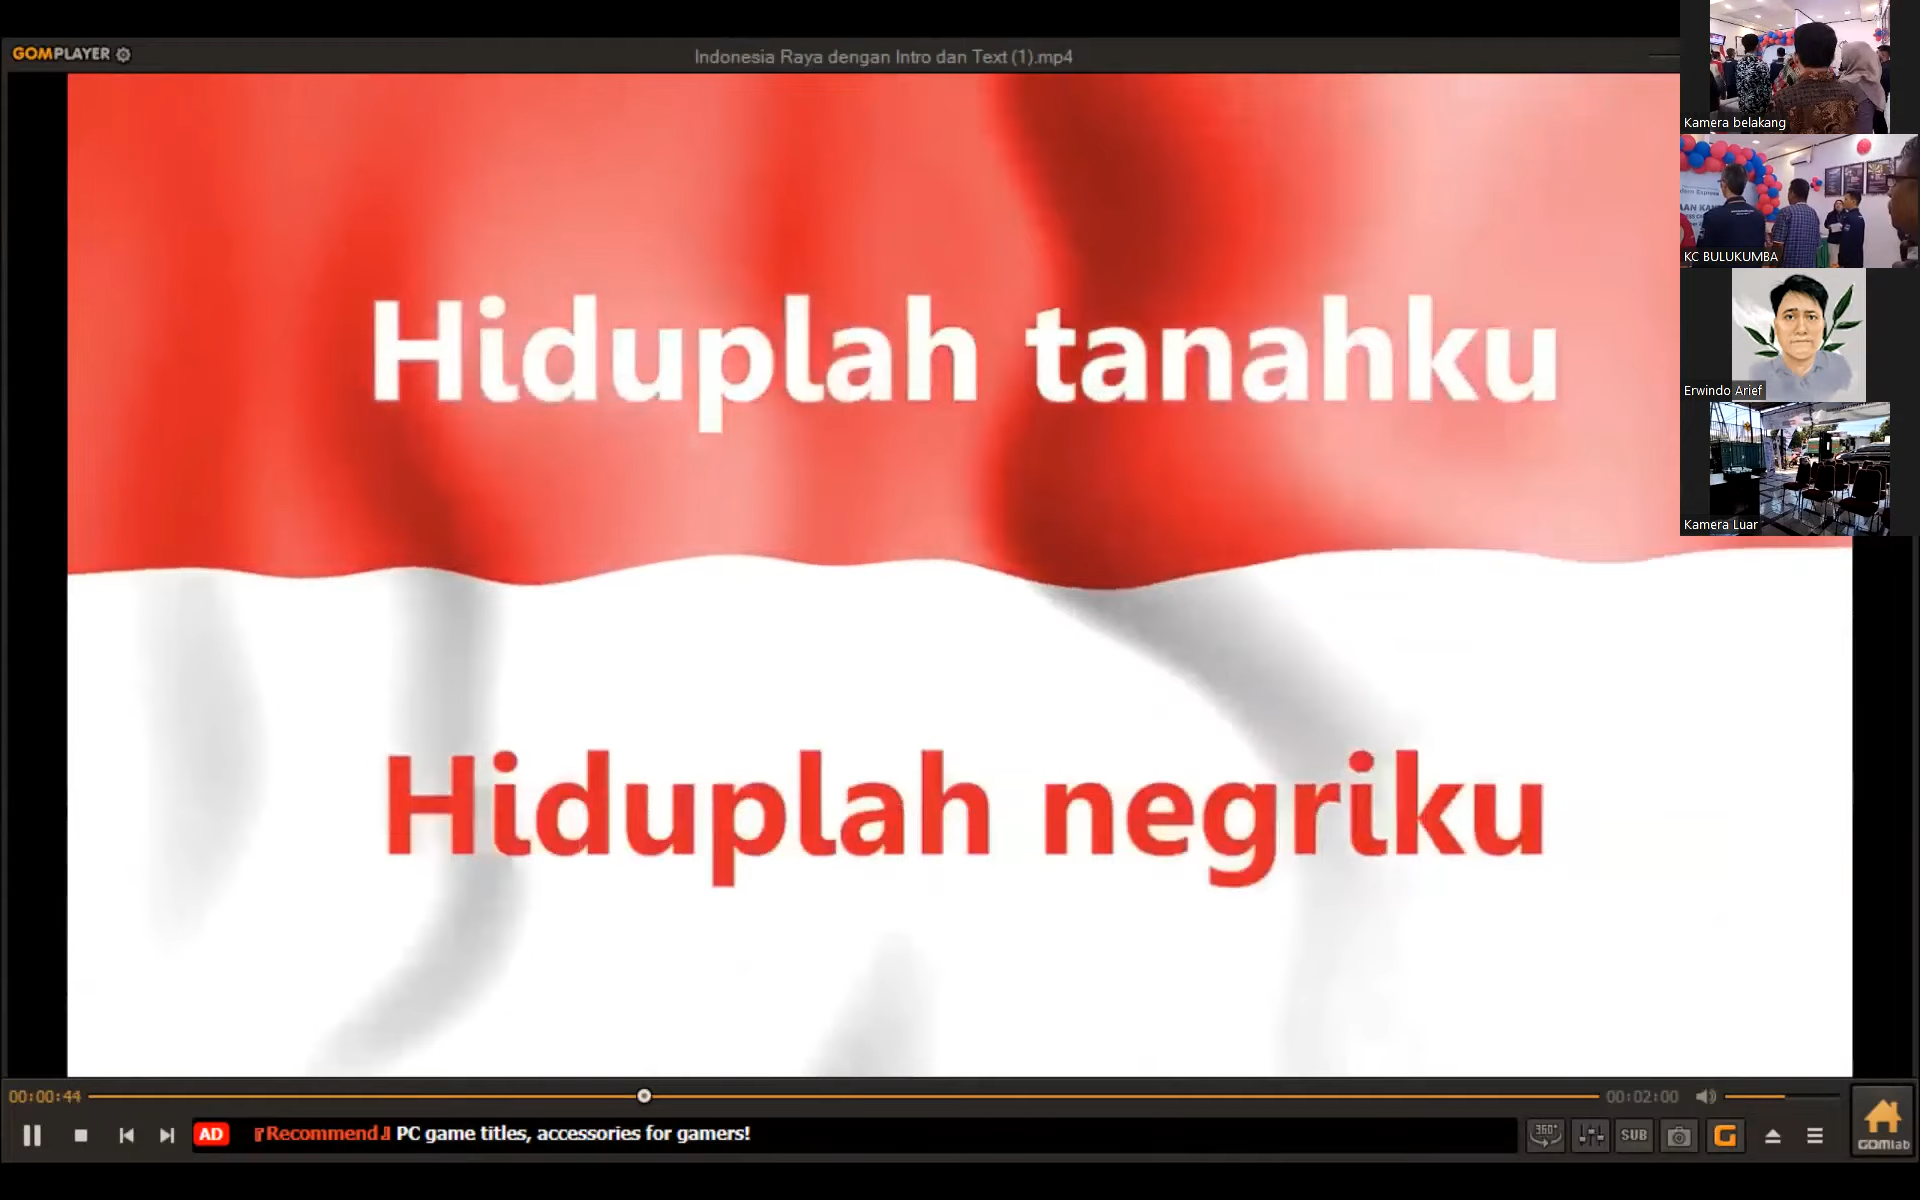 GOMPLAYER
Indonesia Raya dengan Intro dan Text (1).mp4
Kamera belakang
KC BULUKUMBA
Erwindo Arief
Kamera Luar
Hiduplah tanahku
Hiduplah negriku
00:00:44
00:02:00
AD
『Recommend』 PC game titles, accessories for gamers!
360°
SUB
G
GOMlab